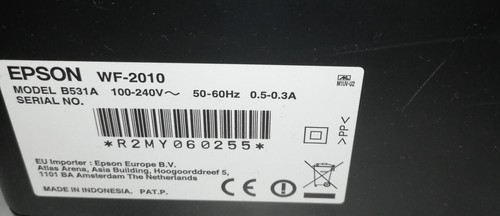 EPSON WF-2010
MODEL B531A 100-240V~ 50-60Hz 0.5-0.3A
SERIAL NO.
*R2MY060255*
>PP<
EU Importer : Epson Europe B.V.
Atlas Arena, Asia Building, Hoogoorddreef 5,
1101 BA Amsterdam The Netherlands
MADE IN INDONESIA. PAT.P.
CE